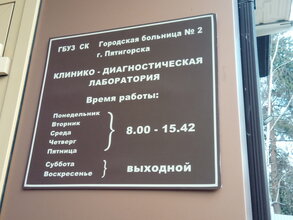 ГБУЗ СК Городская больница № 2
г. Пятигорска
КЛИНИКО - ДИАГНОСТИЧЕСКАЯ
ЛАБОРАТОРИЯ
Время работы:
Понедельник
Вторник
Среда
Четверг
Пятница
8.00 - 15.42
Суббота
Воскресенье
ВЫХОДНОЙ